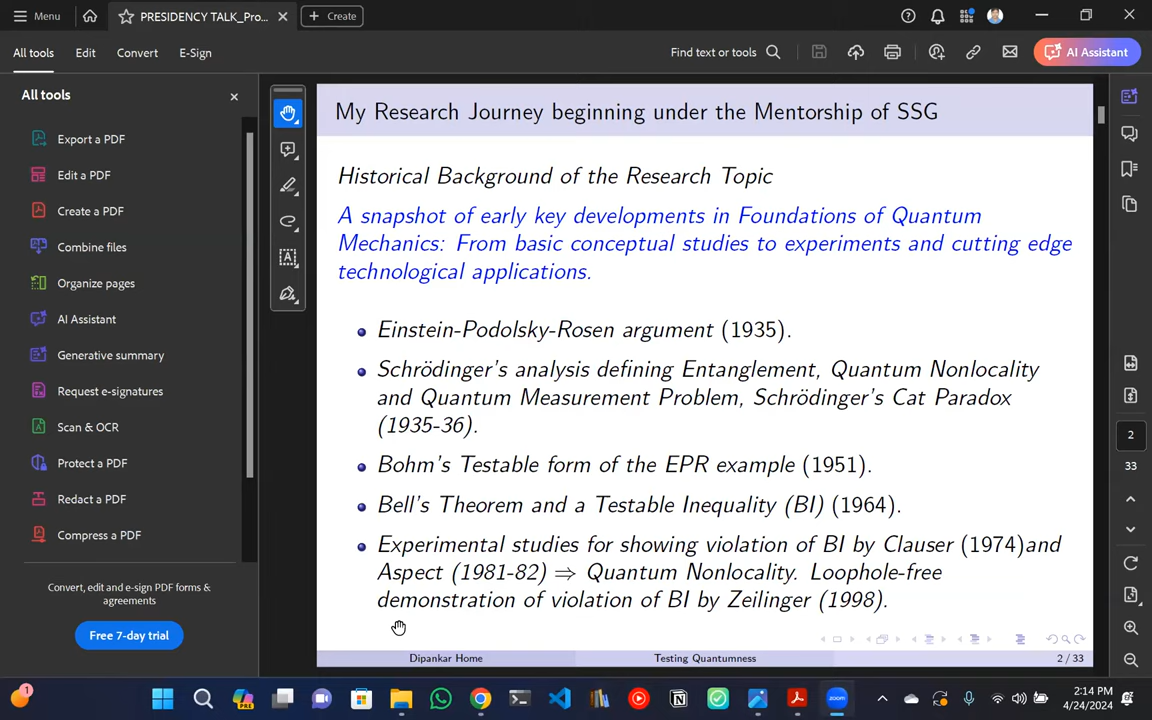 Menu
PRESIDENCY TALK_Pro...
Create
All tools
Edit
Convert
E-Sign
Find text or tools
AI Assistant
All tools
Export a PDF
Edit a PDF
Create a PDF
Combine files
Organize pages
AI Assistant
Generative summary
Request e-signatures
Scan & OCR
Protect a PDF
Redact a PDF
Compress a PDF
Convert, edit and e-sign PDF forms &
agreements
Free 7-day trial
My Research Journey beginning under the Mentorship of SSG
Historical Background of the Research Topic
A snapshot of early key developments in Foundations of Quantum
Mechanics: From basic conceptual studies to experiments and cutting edge
technological applications.
Einstein-Podolsky-Rosen argument (1935).
Schrödinger's analysis defining Entanglement, Quantum Nonlocality
and Quantum Measurement Problem, Schrödinger's Cat Paradox
(1935-36).
Bohm's Testable form of the EPR example (1951).
Bell's Theorem and a Testable Inequality (BI) (1964).
Experimental studies for showing violation of BI by Clauser (1974)and
Aspect (1981-82) ⇒ Quantum Nonlocality. Loophole-free
demonstration of violation of BI by Zeilinger (1998).
Dipankar Home
Testing Quantumness
2 / 33
2
33
1
PRE
zoom
2:14 PM
4/24/2024